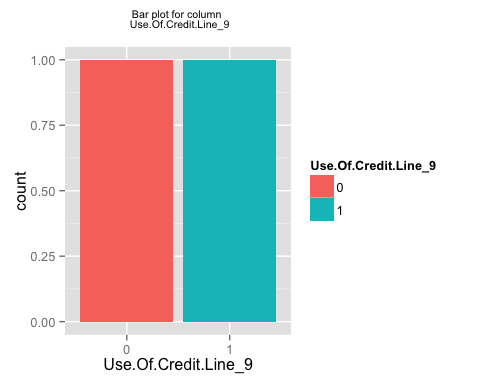 Bar plot for column
Use.Of.Credit.Line_9
1.00
0.75
0.50
0.25
0.00
count
0
1
Use.Of.Credit.Line_9
Use.Of.Credit.Line_9
0
1